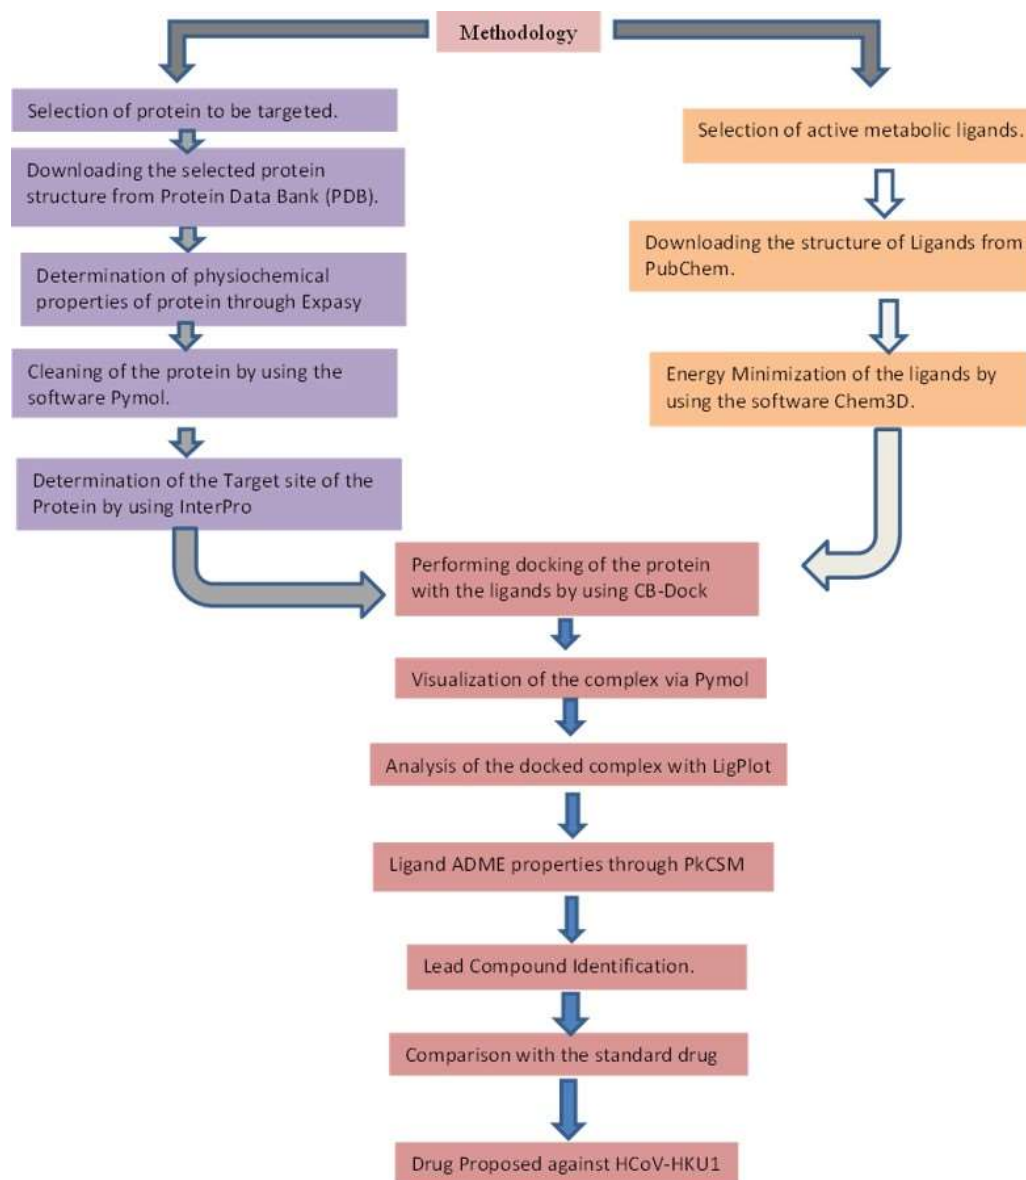 Methodology
Selection of protein to be targeted.
Downloading the selected protein
structure from Protein Data Bank (PDB).
Determination of physiochemical
properties of protein through Expasy
Cleaning of the protein by using the
software Pymol.
Determination of the Target site of the
Protein by using InterPro
Selection of active metabolic ligands.
Downloading the structure of Ligands from
PubChem.
Energy Minimization of the ligands by
using the software Chem3D.
Performing docking of the protein
with the ligands by using CB-Dock
Visualization of the complex via Pymol
Analysis of the docked complex with LigPlot
Ligand ADME properties through PkCSM
Lead Compound Identification.
Comparison with the standard drug
Drug Proposed against HCoV-HKU1